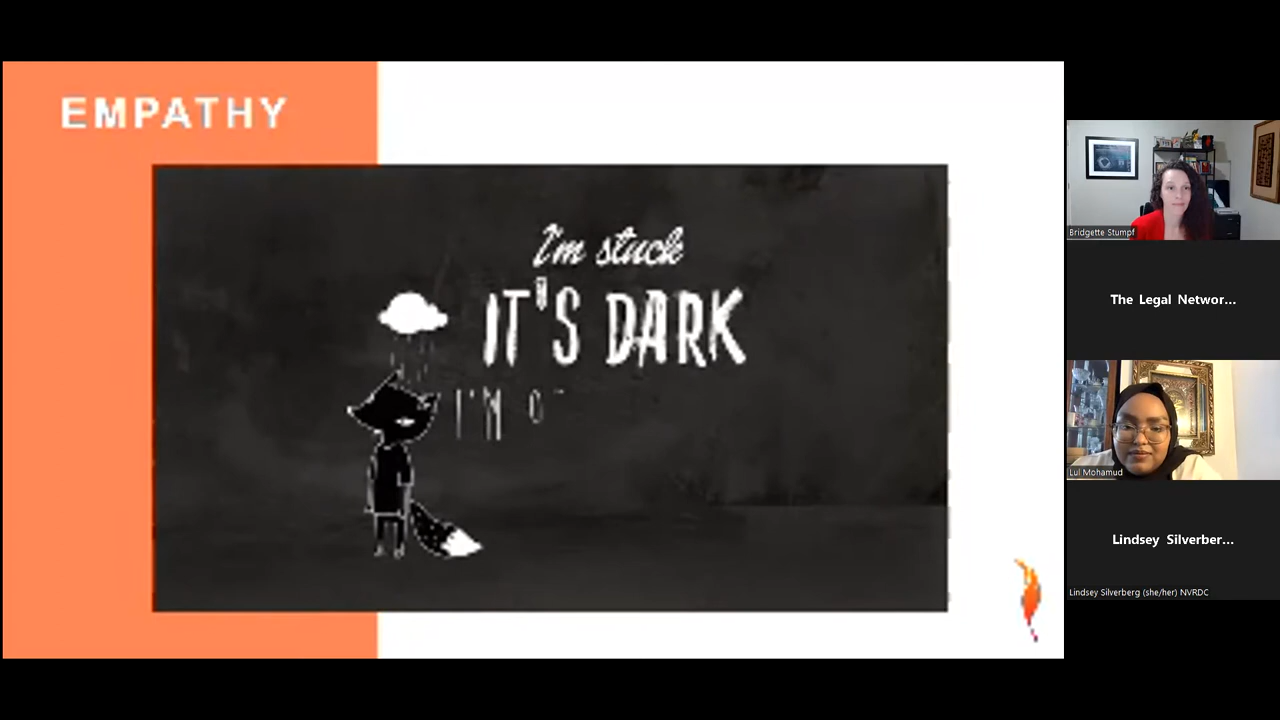 EMPATHY
I'm stuck
IT'S DARK
I'M
Bridgette Stumpf
The Legal Networ...
Lul Mohamud
Lindsey Silverber...
Lindsey Silverberg (she/her) NVRDC